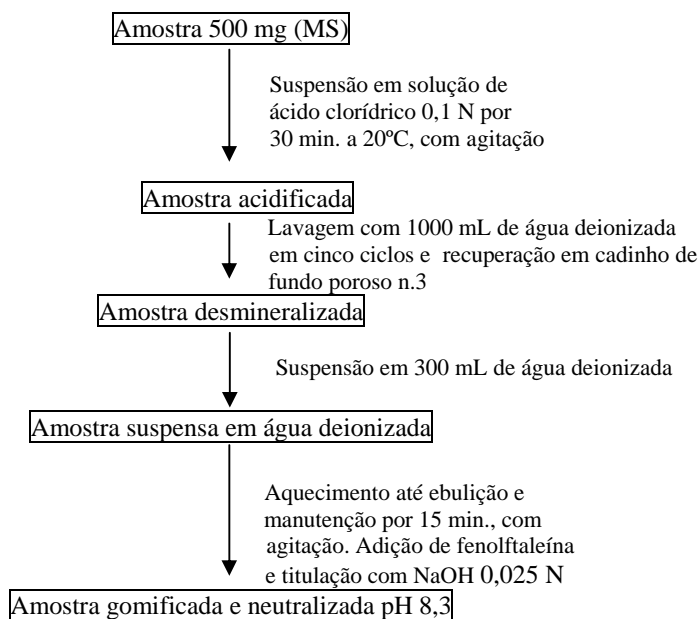 Amostra 500 mg (MS)
Suspensão em solução de
ácido clorídrico 0,1 N por
30 min. a 20ºC, com agitação
Amostra acidificada
Lavagem com 1000 mL de água deionizada
em cinco ciclos e recuperação em cadinho de
fundo poroso n.3
Amostra desmineralizada
Suspensão em 300 mL de água deionizada
Amostra suspensa em água deionizada
Aquecimento até ebulição e
manutenção por 15 min., com
agitação. Adição de fenolftaleína
e titulação com NaOH 0,025 N
Amostra gomificada e neutralizada pH 8,3